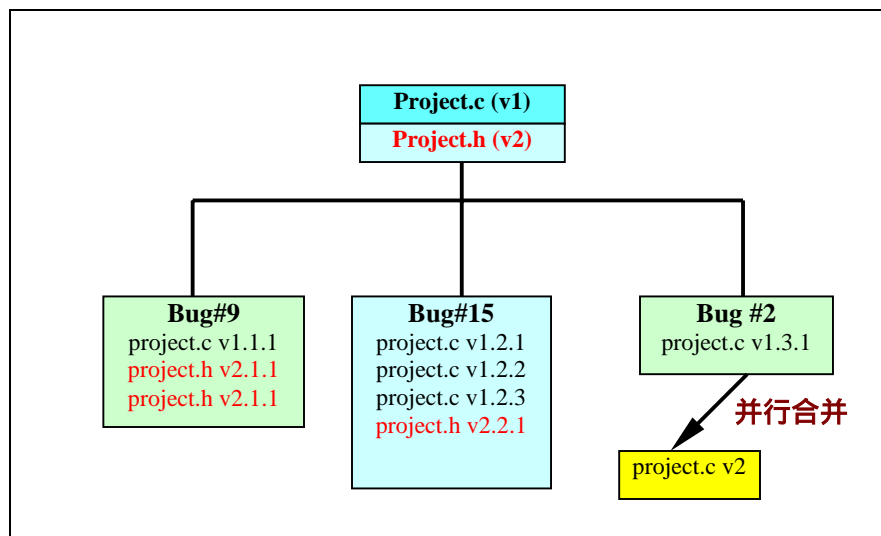 Project.c (v1)
Project.h (v2)
Bug#9
project.c v1.1.1
project.h v2.1.1
project.h v2.1.1
Bug#15
project.c v1.2.1
project.c v1.2.2
project.c v1.2.3
project.h v2.2.1
Bug #2
project.c v1.3.1
并行合并
project.c v2